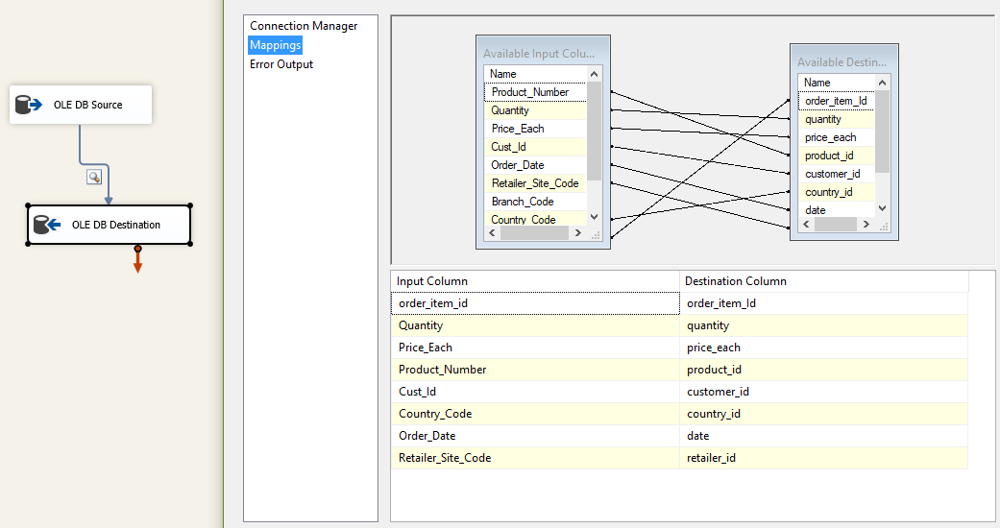 OLE DB Source
OLE DB Destination
Connection Manager
Mappings
Error Output
Available Input Colu...
Name
Product_Number
Quantity
Price_Each
Cust_Id
Order_Date
Retailer_Site_Code
Branch_Code
Country_Code
Available Destin...
Name
order_item_Id
quantity
price_each
product_id
customer_id
country_id
date
Input Column Destination Column
order_item_id order_item_Id
Quantity quantity
Price_Each price_each
Product_Number product_id
Cust_Id customer_id
Country_Code country_id
Order_Date date
Retailer_Site_Code retailer_id